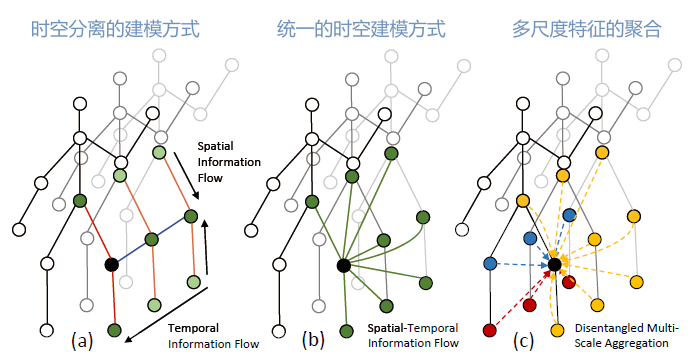 时空分离的建模方式
统一的时空建模方式
多尺度特征的聚合
Spatial
Information
Flow
(a)
Temporal
Information Flow
(b)
Spatial-Temporal
Information Flow
(c)
Disentangled Multi-
Scale Aggregation